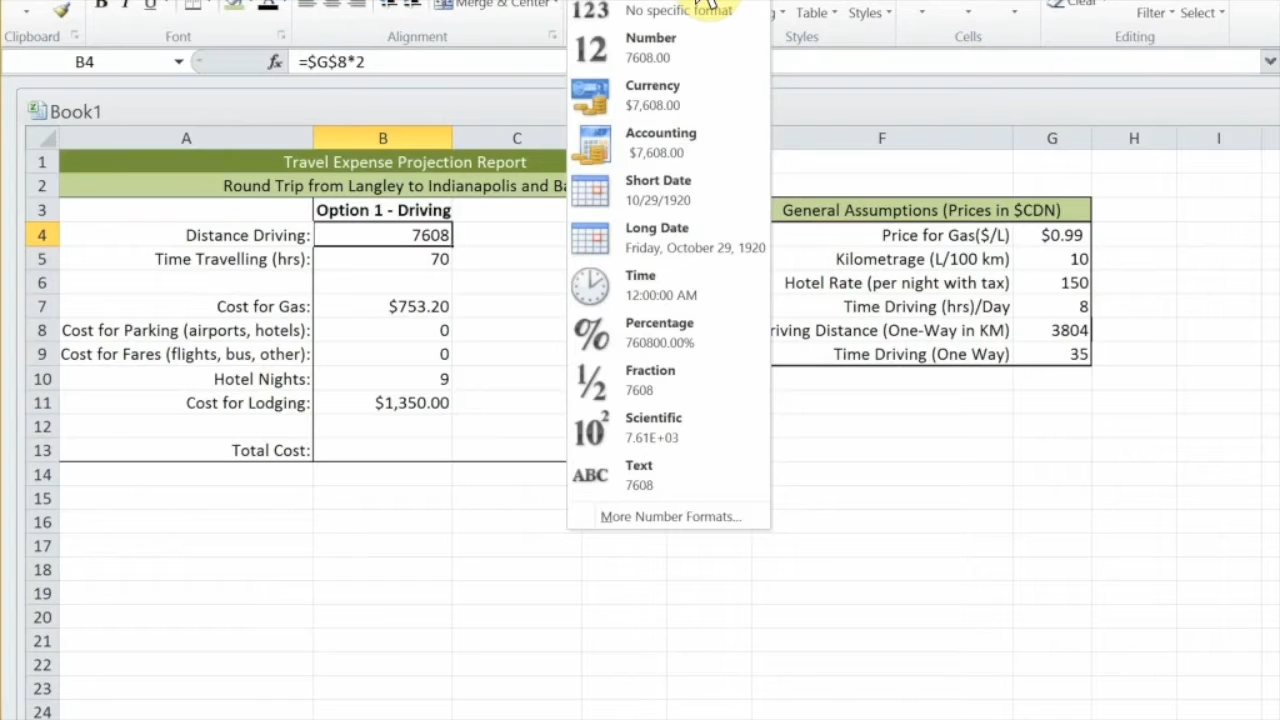 B I U
Merge & Center
Table Styles
Clear
Filter Select
Clipboard Font Alignment Styles Cells Editing
B4 fx =$G$8*2
Book1
A B C F G H I
1 Travel Expense Projection Report
2 Round Trip from Langley to Indianapolis and Ba
3 Option 1 - Driving General Assumptions (Prices in $CDN)
4 Distance Driving: 7608 Price for Gas($/L) $0.99
5 Time Travelling (hrs): 70 Kilometrage (L/100 km) 10
6 Hotel Rate (per night with tax) 150
7 Cost for Gas: $753.20 Time Driving (hrs)/Day 8
8 Cost for Parking (airports, hotels): 0 riving Distance (One-Way in KM) 3804
9 Cost for Fares (flights, bus, other): 0 Time Driving (One Way) 35
10 Hotel Nights: 9
11 Cost for Lodging: $1,350.00
12
13 Total Cost:
14
15
16
17
18
19
20
21
22
23
24
123 No specific format
12 Number
7608.00
Currency
$7,608.00
Accounting
$7,608.00
Short Date
10/29/1920
Long Date
Friday, October 29, 1920
Time
12:00:00 AM
% Percentage
760800.00%
½ Fraction
7608
10² Scientific
7.61E+03
ABC Text
7608
More Number Formats...